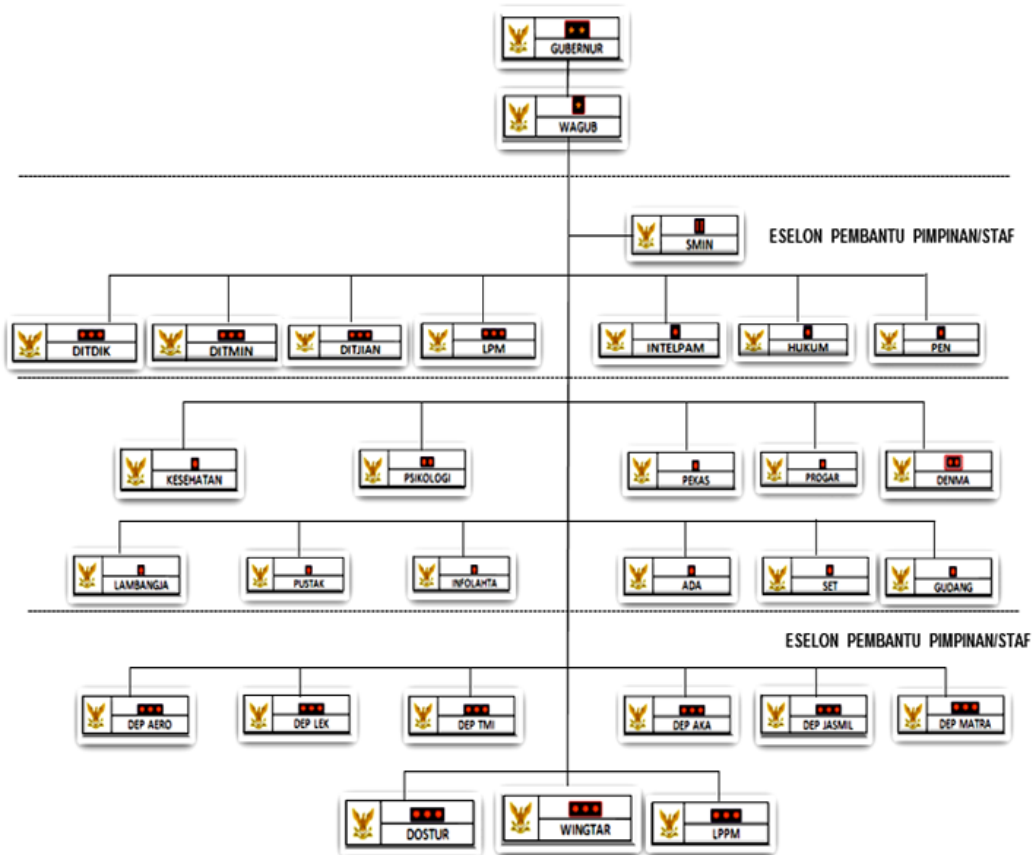 GUBERNUR
WAGUB
SMIN
ESELON PEMBANTU PIMPINAN/STAF
DITDIK
DITMIN
DITJIAN
LPM
INTELPAM
HUKUM
PEN
KESEHATAN
PSIKOLOGI
PEKAS
PROGAR
DENMA
LAMBANGJA
PUSTAK
INFOLAHTA
ADA
SET
GUDANG
ESELON PEMBANTU PIMPINAN/STAF
DEP AERO
DEP LEK
DEP TMI
DEP AKA
DEP JASMIL
DEP MATRA
DOSTUR
WINGTAR
LPPM